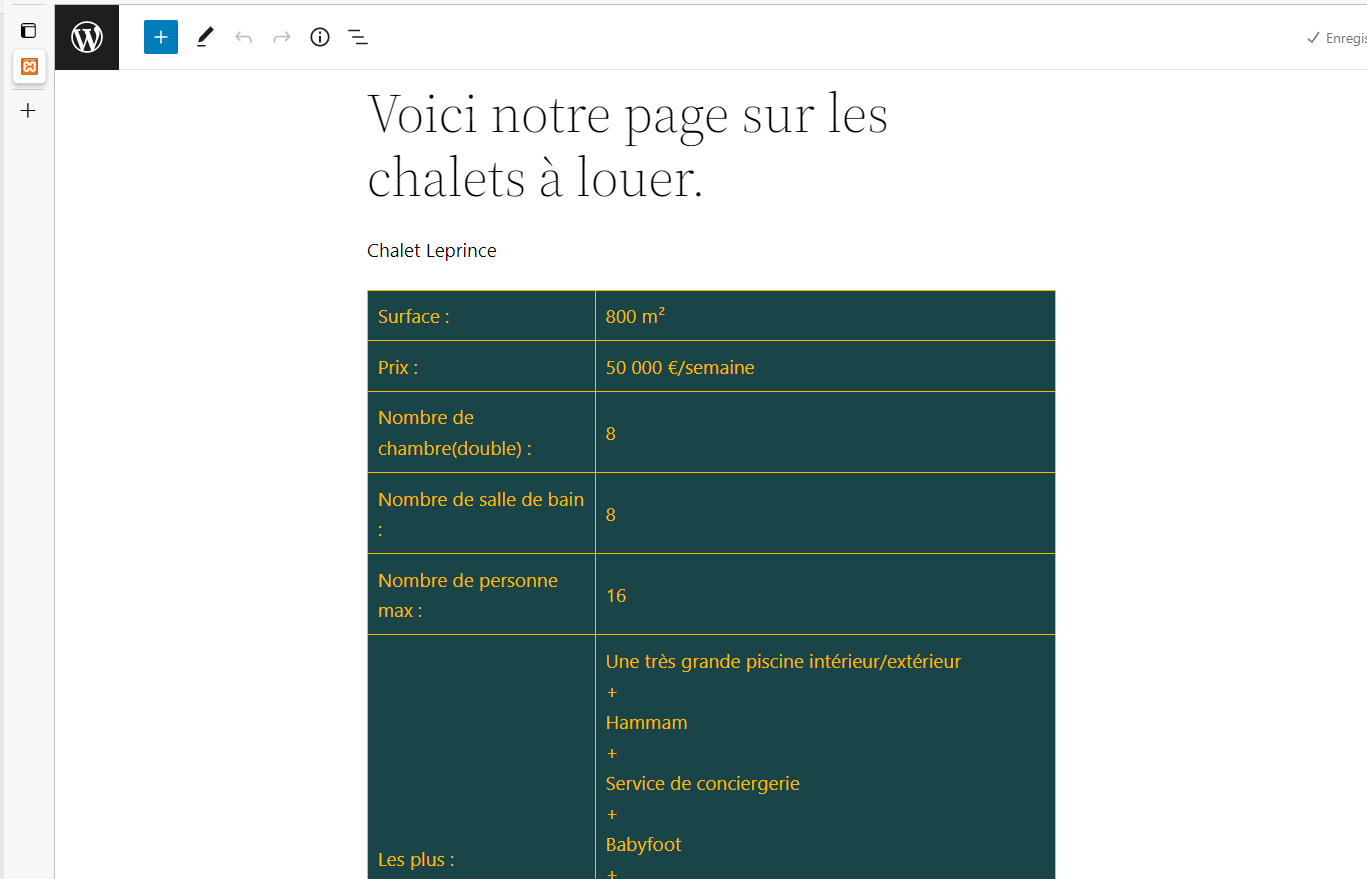 Enregis
Voici notre page sur les
chalets à louer.
Chalet Leprince
Surface :
800 m²
Prix :
50 000 €/semaine
Nombre de
chambre(double) :
8
Nombre de salle de bain
:
8
Nombre de personne
max :
16
Les plus :
Une très grande piscine intérieur/extérieur
+
Hammam
+
Service de conciergerie
+
Babyfoot
+